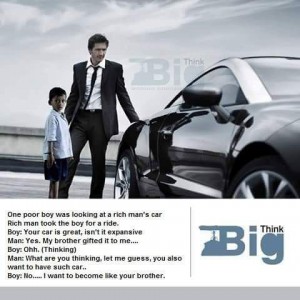 Think
Big
One poor boy was looking at a rich man's car
Rich man took the boy for a ride.
Boy: Your car is great, isn't it expansive
Man: Yes. My brother gifted it to me....
Boy: Ohh. (Thinking)
Man: What are you thinking, let me guess, you also
want to have such car..
Boy: No..... I want to become like your brother.
Think
Big